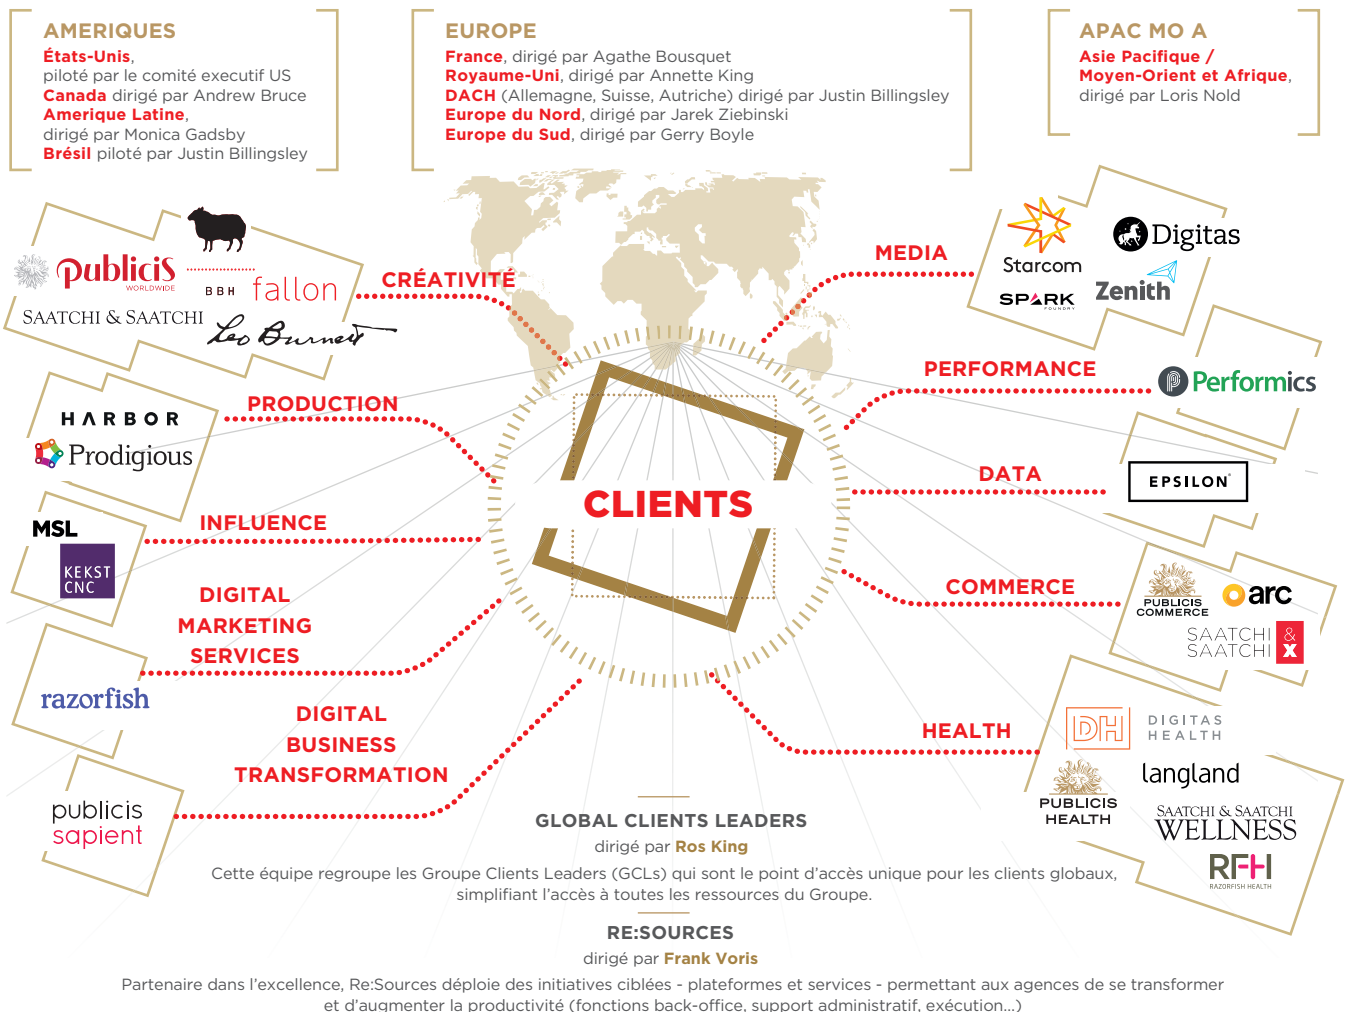 AMERIQUES
États-Unis,
piloté par le comité executif US
Canada dirigé par Andrew Bruce
Amerique Latine,
dirigé par Monica Gadsby
Brésil piloté par Justin Billingsley
EUROPE
France, dirigé par Agathe Bousquet
Royaume-Uni, dirigé par Annette King
DACH (Allemagne, Suisse, Autriche) dirigé par Justin Billingsley
Europe du Nord, dirigé par Jarek Ziebinski
Europe du Sud, dirigé par Gerry Boyle
APAC MO A
Asie Pacifique /
Moyen-Orient et Afrique,
dirigé par Loris Nold
CRÉATIVITÉ
publicis
WORLDWIDE
BBH
fallon
SAATCHI & SAATCHI
Leo Burnett
PRODUCTION
HARBOR
Prodigious
INFLUENCE
MSL
KEKST
CNC
DIGITAL
MARKETING
SERVICES
razorfish
DIGITAL
BUSINESS
TRANSFORMATION
publicis
sapient
CLIENTS
MEDIA
Starcom
Digitas
SPARK
FOUNDRY
Zenith
PERFORMANCE
Performics
DATA
EPSILON®
COMMERCE
PUBLICIS
COMMERCE
arc
SAATCHI &
SAATCHI X
HEALTH
DH
DIGITAS
HEALTH
PUBLICIS
HEALTH
langland
SAATCHI & SAATCHI
WELLNESS
RFH
RAZORFISH HEALTH
GLOBAL CLIENTS LEADERS
dirigé par Ros King
Cette équipe regroupe les Groupe Clients Leaders (GCLs) qui sont le point d'accès unique pour les clients globaux,
simplifiant l'accès à toutes les ressources du Groupe.
RE:SOURCES
dirigé par Frank Voris
Partenaire dans l'excellence, Re:Sources déploie des initiatives ciblées - plateformes et services - permettant aux agences de se transformer
et d'augmenter la productivité (fonctions back-office, support administratif, exécution...)